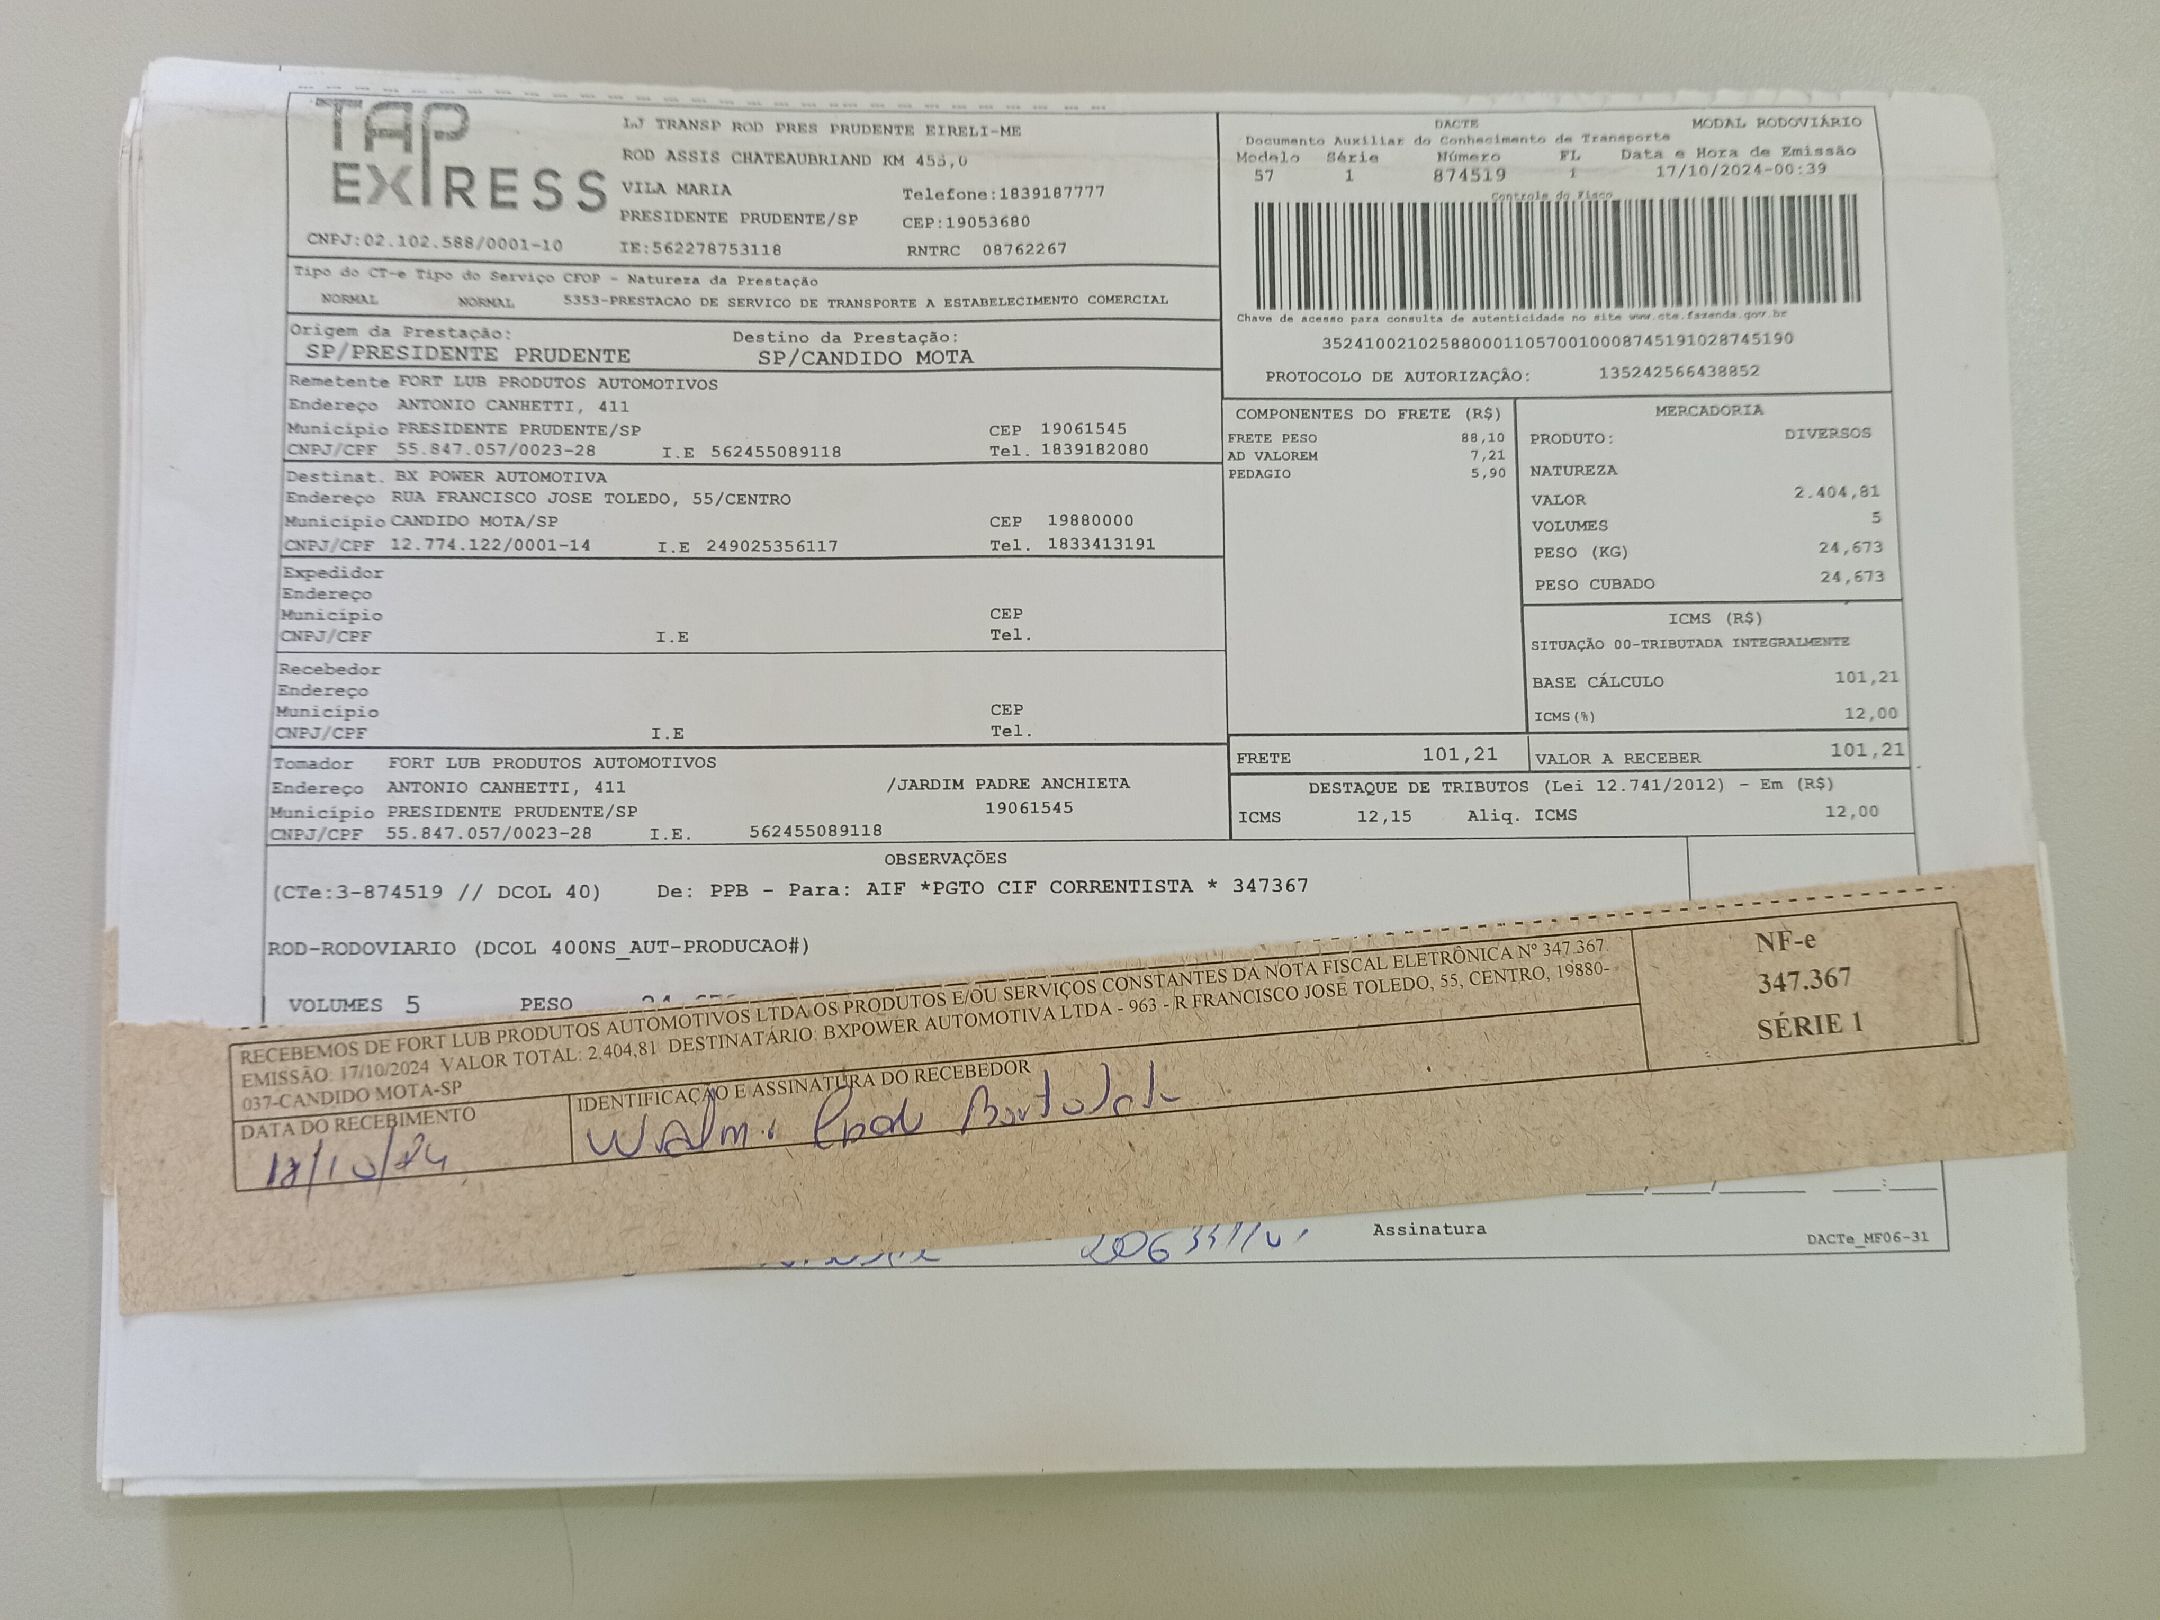 TAP
EXPRESS
LJ TRANSP ROD PRES PRUDENTE EIRELI-ME
ROD ASSIS CHATEAUBRIAND KM 455,0
VILA MARIA Telefone:1839187777
PRESIDENTE PRUDENTE/SP CEP:19053680
CNPJ:02.102.588/0001-10 IE:562278753118 RNTRC 08762267
DACTE MODAL RODOVIÁRIO
Documento Auxiliar do Conhecimento de Transporte
Modelo Série Número FL Data e Hora de Emissão
57 1 874519 1 17/10/2024-00:39
Controle do Fisco
Chave de acesso para consulta de autenticidade no site www.cte.fazenda.gov.br
35241002102588000110570010008745191028745190
PROTOCOLO DE AUTORIZAÇÃO: 135242566438852
Tipo do CT-e Tipo do Serviço CFOP - Natureza da Prestação
NORMAL NORMAL 5353-PRESTACAO DE SERVICO DE TRANSPORTE A ESTABELECIMENTO COMERCIAL
Origem da Prestação: Destino da Prestação:
SP/PRESIDENTE PRUDENTE SP/CANDIDO MOTA
Remetente FORT LUB PRODUTOS AUTOMOTIVOS
Endereço ANTONIO CANHETTI, 411
Município PRESIDENTE PRUDENTE/SP CEP 19061545
CNPJ/CPF 55.847.057/0023-28 I.E 562455089118 Tel. 1839182080
Destinat. BX POWER AUTOMOTIVA
Endereço RUA FRANCISCO JOSE TOLEDO, 55/CENTRO
Município CANDIDO MOTA/SP CEP 19880000
CNPJ/CPF 12.774.122/0001-14 I.E 249025356117 Tel. 1833413191
Expedidor
Endereço
Município CEP
CNPJ/CPF I.E Tel.
Recebedor
Endereço
Município CEP
CNPJ/CPF I.E Tel.
Tomador FORT LUB PRODUTOS AUTOMOTIVOS
Endereço ANTONIO CANHETTI, 411 /JARDIM PADRE ANCHIETA
Município PRESIDENTE PRUDENTE/SP 19061545
CNPJ/CPF 55.847.057/0023-28 I.E. 562455089118
COMPONENTES DO FRETE (R$)
FRETE PESO 88,10
AD VALOREM 7,21
PEDAGIO 5,90
MERCADORIA
PRODUTO: DIVERSOS
NATUREZA
VALOR 2.404,81
VOLUMES 5
PESO (KG) 24,673
PESO CUBADO 24,673
ICMS (R$)
SITUAÇÃO 00-TRIBUTADA INTEGRALMENTE
BASE CÁLCULO 101,21
ICMS(%) 12,00
FRETE 101,21 VALOR A RECEBER 101,21
DESTAQUE DE TRIBUTOS (Lei 12.741/2012) - Em (R$)
ICMS 12,15 Aliq. ICMS 12,00
OBSERVAÇÕES
(CTe:3-874519 // DCOL 40) De: PPB - Para: AIF *PGTO CIF CORRENTISTA * 347367
ROD-RODOVIARIO (DCOL 400NS_AUT-PRODUCAO#)
VOLUMES 5 PESO
RECEBEMOS DE FORT LUB PRODUTOS AUTOMOTIVOS LTDA OS PRODUTOS E/OU SERVIÇOS CONSTANTES DA NOTA FISCAL ELETRÔNICA Nº 347.367.
EMISSÃO: 17/10/2024 VALOR TOTAL: 2.404,81 DESTINATÁRIO: BXPOWER AUTOMOTIVA LTDA - 963 - R FRANCISCO JOSE TOLEDO, 55, CENTRO, 19880-
037-CANDIDO MOTA-SP
NF-e
347.367
SÉRIE 1
DATA DO RECEBIMENTO IDENTIFICAÇÃO E ASSINATURA DO RECEBEDOR
Assinatura
DACTe_MF06-31